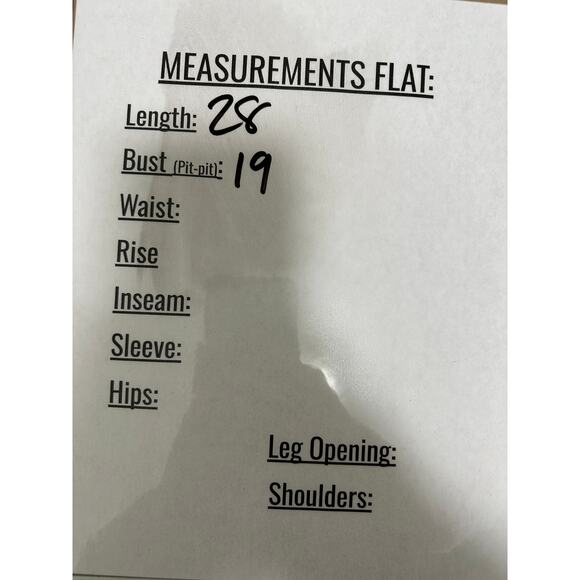 MEASUREMENTS FLAT:
Length: 28
Bust (Pit-pit): 19
Waist:
Rise
Inseam:
Sleeve:
Hips:
Leg Opening:
Shoulders: